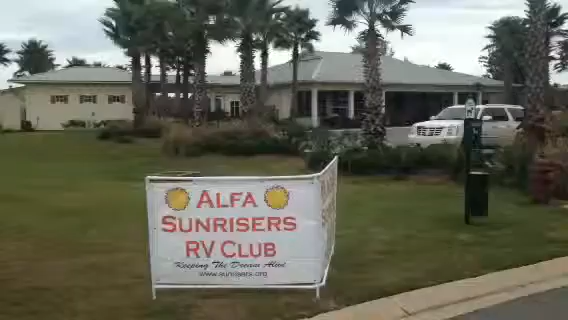 ALFA
SUNRISERS
RV CLUB
Keeping The Dream Alive
www.sunrisers.org